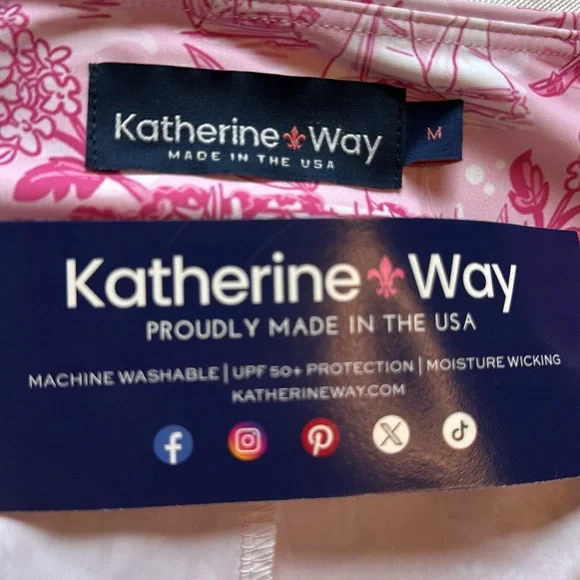 Katherine Way
MADE IN THE USA
M
Katherine Way
PROUDLY MADE IN THE USA
MACHINE WASHABLE | UPF 50+ PROTECTION | MOISTURE WICKING
KATHERINEWAY.COM